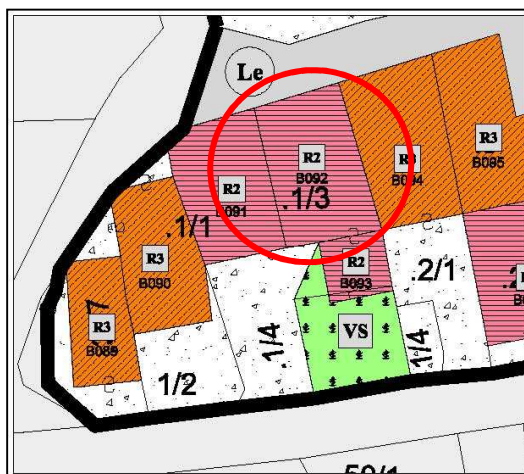 Le
R3
B095
R2
B092
R3
B094
R2
B091
.1/3
.1/1
R3
B090
R2
B093
.2/1
R3
B089
VS
.1/4
1/4
1/2